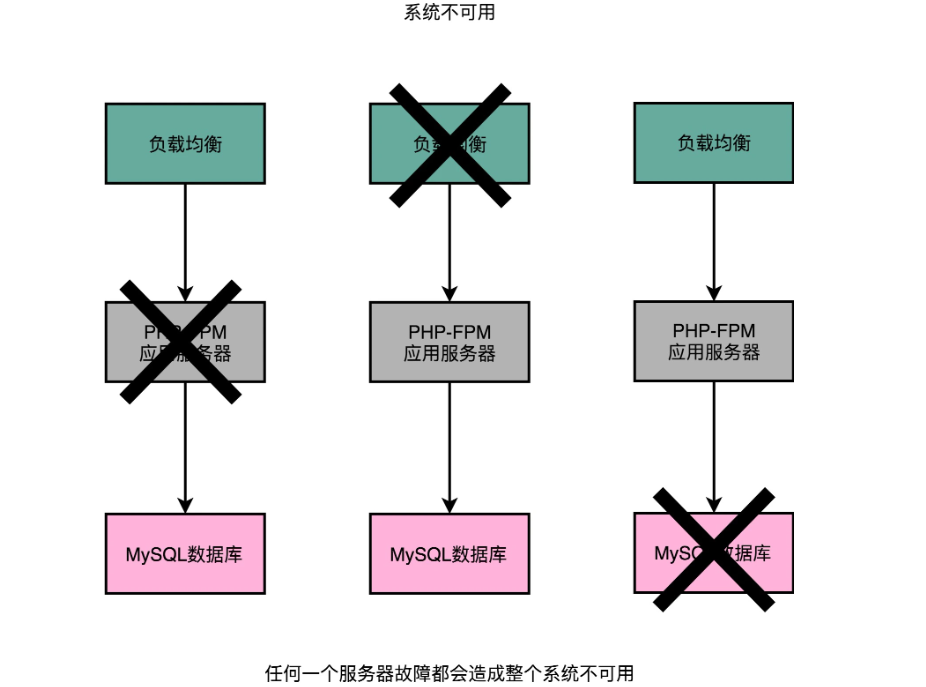 系统不可用
负载均衡
负载均衡
负载均衡
PHP-FPM
应用服务器
PHP-FPM
应用服务器
PHP-FPM
应用服务器
MySQL数据库
MySQL数据库
MySQL数据库
任何一个服务器故障都会造成整个系统不可用